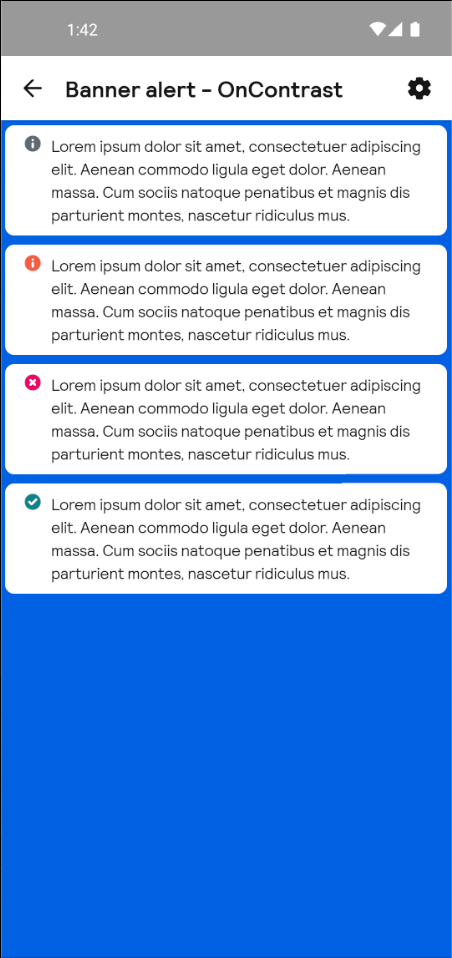 1:42
Banner alert - OnContrast
Lorem ipsum dolor sit amet, consectetuer adipiscing
elit. Aenean commodo ligula eget dolor. Aenean
massa. Cum sociis natoque penatibus et magnis dis
parturient montes, nascetur ridiculus mus.
Lorem ipsum dolor sit amet, consectetuer adipiscing
elit. Aenean commodo ligula eget dolor. Aenean
massa. Cum sociis natoque penatibus et magnis dis
parturient montes, nascetur ridiculus mus.
Lorem ipsum dolor sit amet, consectetuer adipiscing
elit. Aenean commodo ligula eget dolor. Aenean
massa. Cum sociis natoque penatibus et magnis dis
parturient montes, nascetur ridiculus mus.
Lorem ipsum dolor sit amet, consectetuer adipiscing
elit. Aenean commodo ligula eget dolor. Aenean
massa. Cum sociis natoque penatibus et magnis dis
parturient montes, nascetur ridiculus mus.